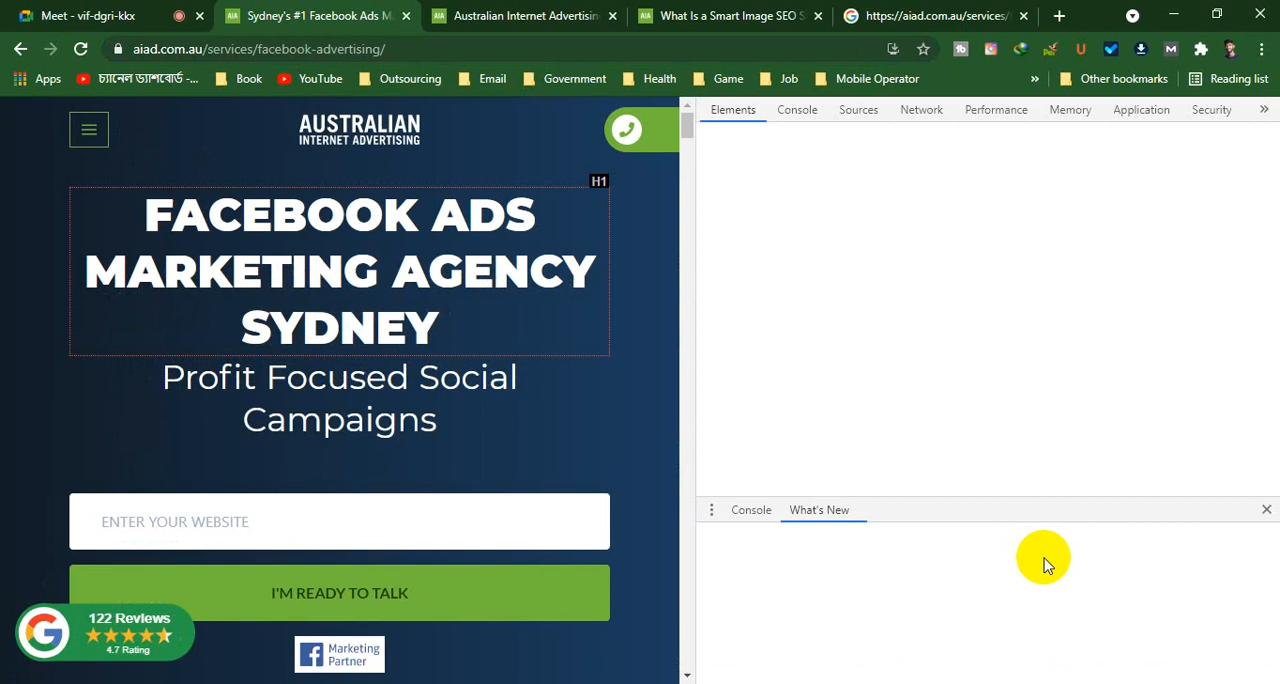 Meet - vif-dgri-kkx
Sydney's #1 Facebook Ads M
Australian Internet Advertising
What Is a Smart Image SEO S
https://aiad.com.au/services/
aiad.com.au/services/facebook-advertising/
Apps
চ্যানেল ড্যাশবোর্ড -...
Book
YouTube
Outsourcing
Email
Government
Health
Game
Job
Mobile Operator
»
Other bookmarks
Reading list
AUSTRALIAN
INTERNET ADVERTISING
H1
FACEBOOK ADS
MARKETING AGENCY
SYDNEY
Profit Focused Social
Campaigns
ENTER YOUR WEBSITE
I'M READY TO TALK
122 Reviews
4.7 Rating
Marketing
Partner
Elements
Console
Sources
Network
Performance
Memory
Application
Security
»
Console
What's New